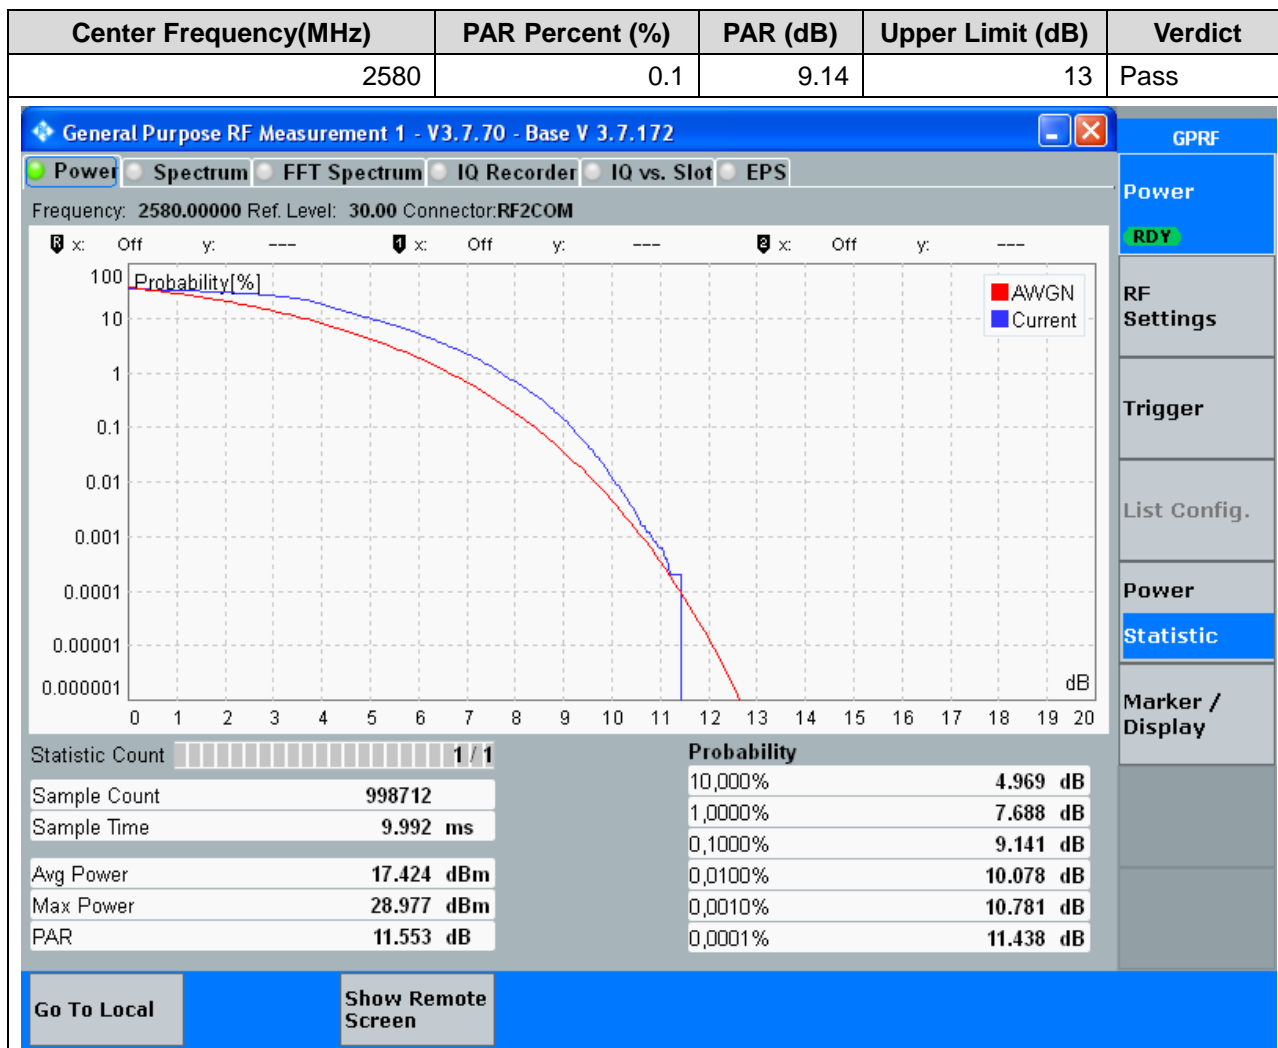 Center Frequency(MHz) PAR Percent (%) PAR (dB) Upper Limit (dB) Verdict
2580 0.1 9.14 13 Pass
General Purpose RF Measurement 1 - V3.7.70 - Base V 3.7.172
GPRF
Power Spectrum FFT Spectrum IQ Recorder IQ vs. Slot EPS
Power
RDY
Frequency: 2580.00000 Ref. Level: 30.00 Connector:RF2COM
R x: Off y: --- 1 x: Off y: --- 2 x: Off y: ---
Probability[%]
100
10
1
0.1
0.01
0.001
0.0001
0.00001
0.000001
AWGN
Current
dB
0 1 2 3 4 5 6 7 8 9 10 11 12 13 14 15 16 17 18 19 20
RF
Settings
Trigger
List Config.
Power
Statistic
Marker /
Display
Statistic Count 1 / 1
Sample Count 998712
Sample Time 9.992 ms
Avg Power 17.424 dBm
Max Power 28.977 dBm
PAR 11.553 dB
Probability
10,000% 4.969 dB
1,0000% 7.688 dB
0,1000% 9.141 dB
0,0100% 10.078 dB
0,0010% 10.781 dB
0,0001% 11.438 dB
Go To Local
Show Remote
Screen